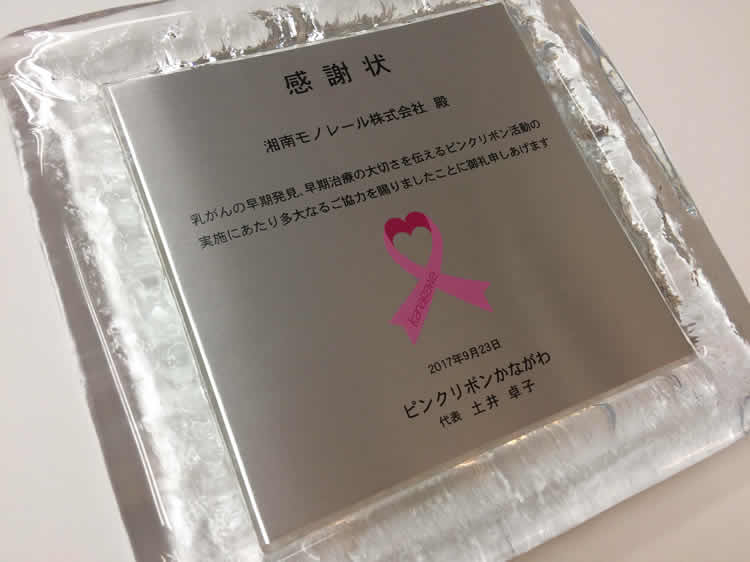 感謝状
湘南モノレール株式会社 殿
乳がんの早期発見、早期治療の大切さを伝えるピンクリボン活動の
実施にあたり多大なるご協力を賜りましたことに御礼申しあげます
kanagawa
2017年9月23日
ピンクリボンかながわ
代表 土井 卓子